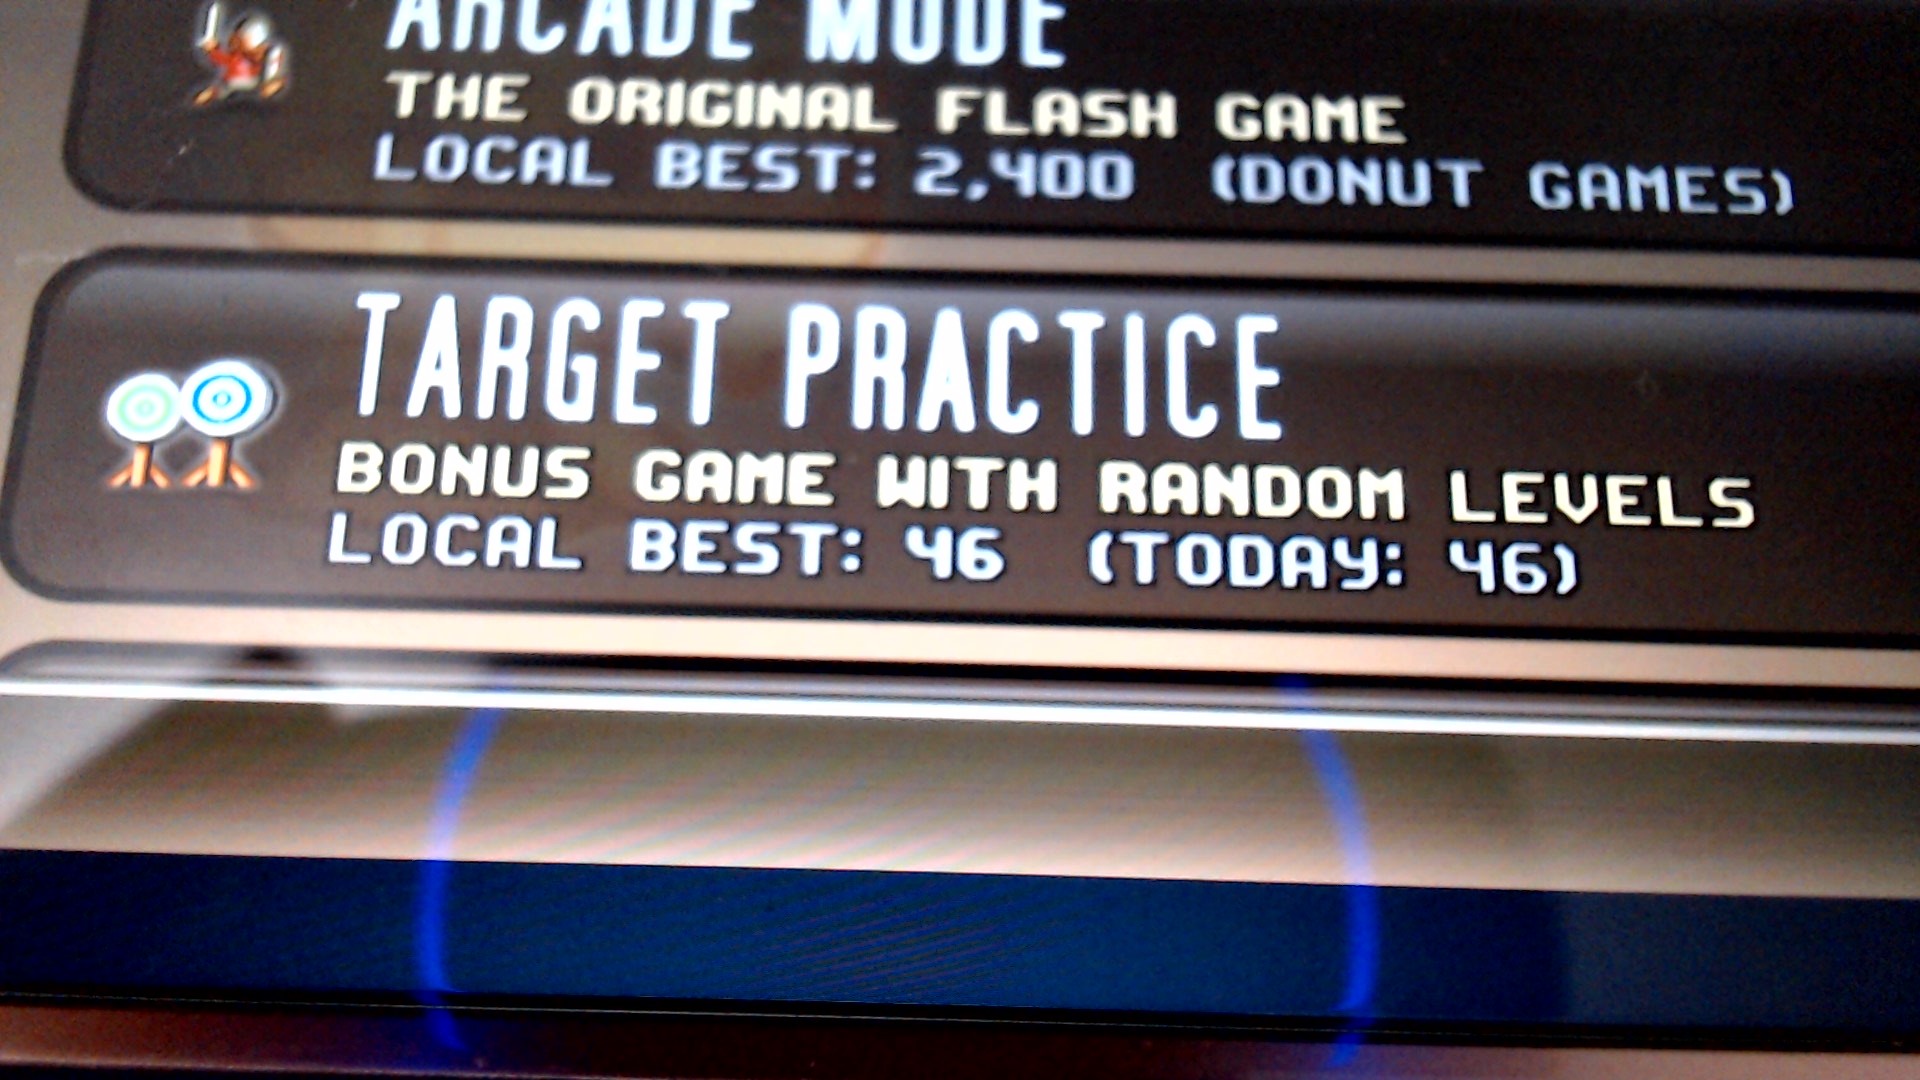 ARCADE MODE
THE ORIGINAL FLASH GAME
LOCAL BEST: 2,400 (DONUT GAMES)
TARGET PRACTICE
BONUS GAME WITH RANDOM LEVELS
LOCAL BEST: 46 (TODAY: 46)